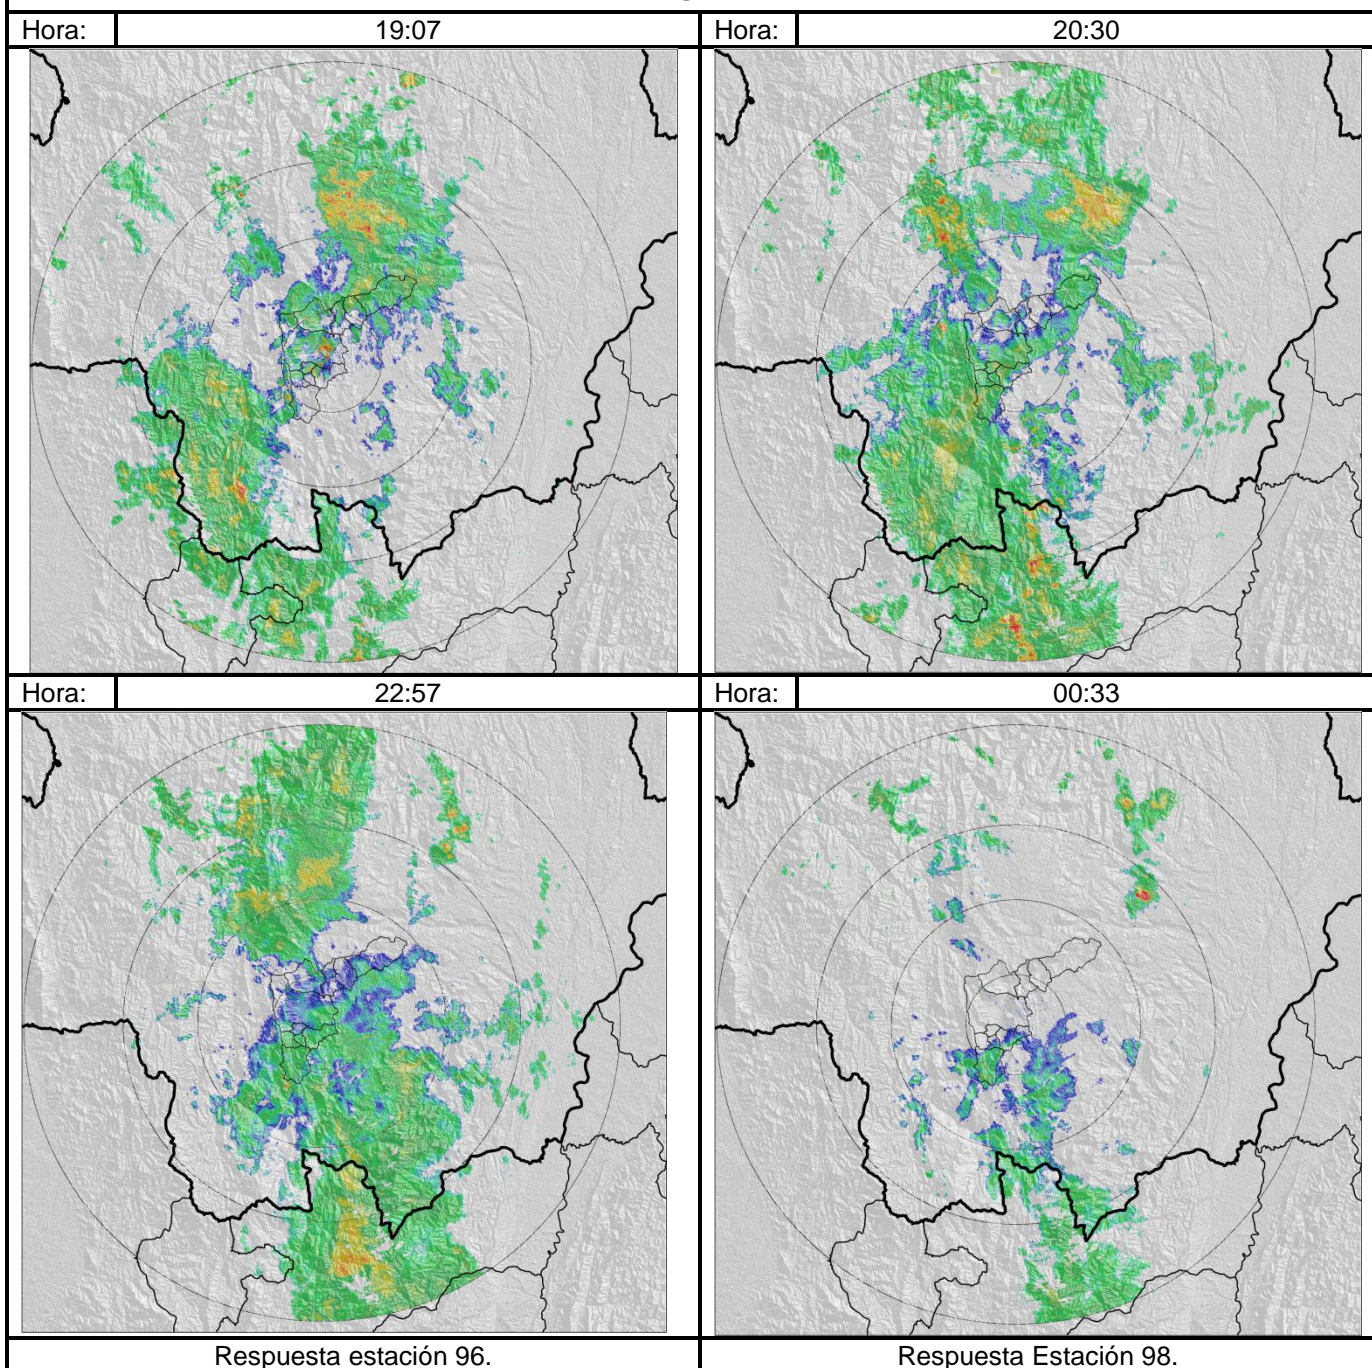 Hora: 19:07 Hora: 20:30
Hora: 22:57 Hora: 00:33
Respuesta estación 96. Respuesta Estación 98.